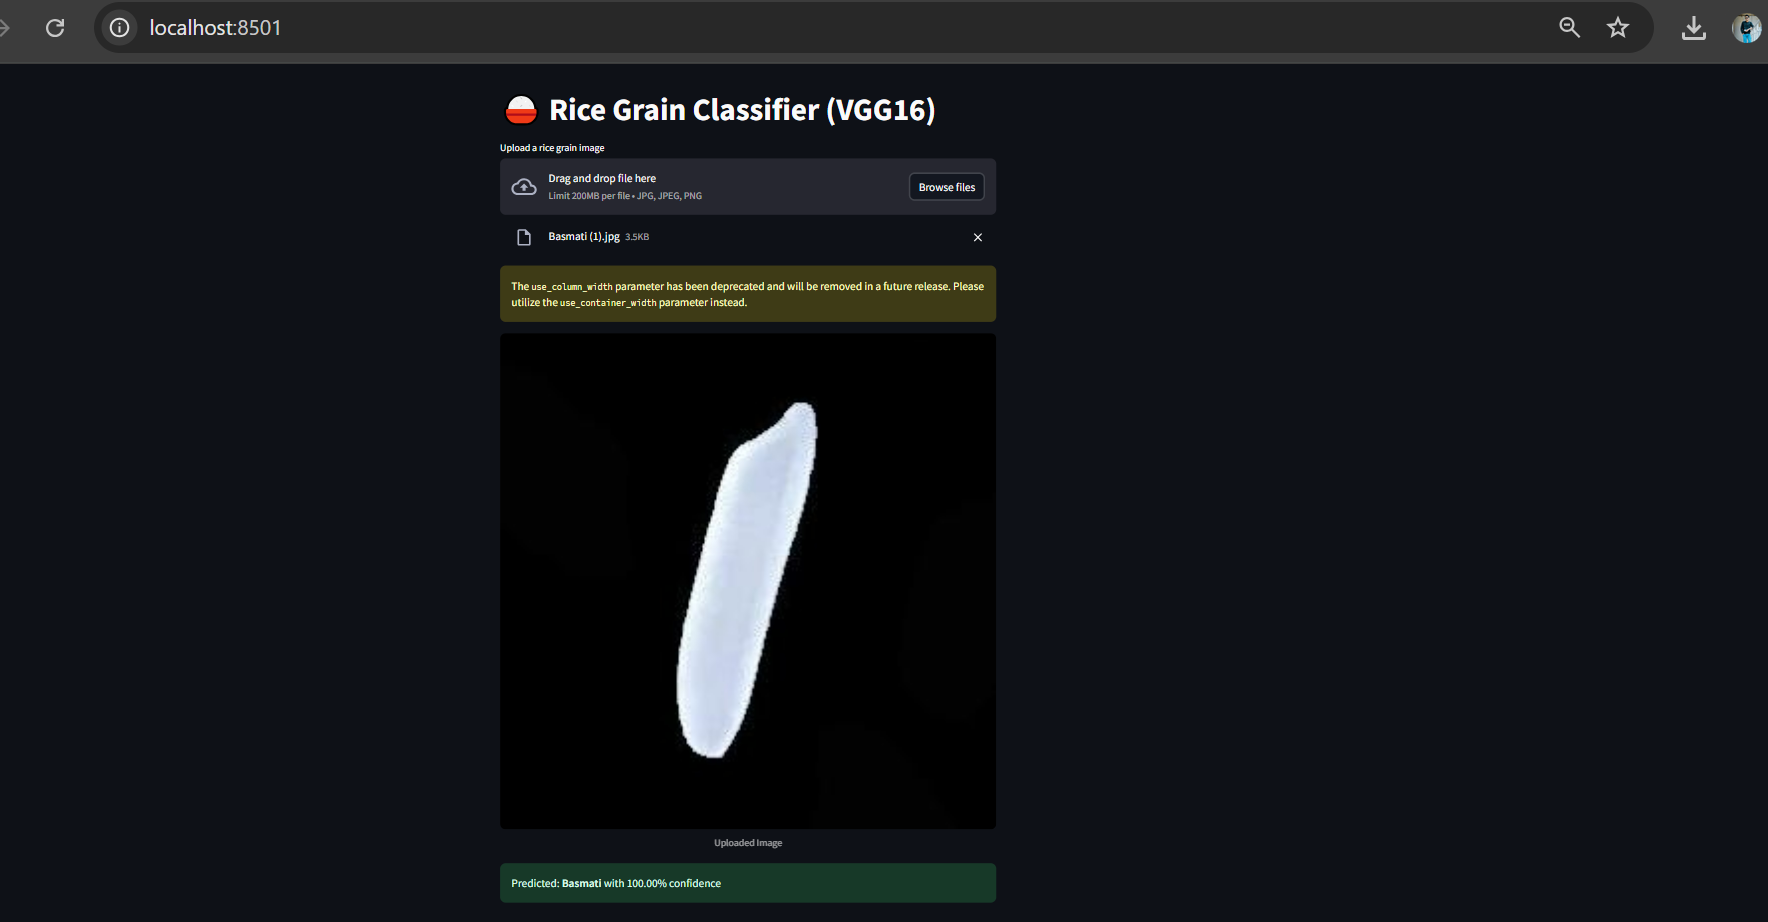 localhost:8501
Rice Grain Classifier (VGG16)
Upload a rice grain image
Drag and drop file here
Limit 200MB per file • JPG, JPEG, PNG
Browse files
Basmati (1).jpg 3.5KB
The use_column_width parameter has been deprecated and will be removed in a future release. Please
utilize the use_container_width parameter instead.
Uploaded Image
Predicted: Basmati with 100.00% confidence